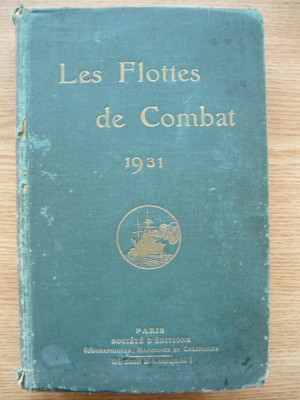 Les Flottes
de Combat
1931
PARIS
SOCIÉTÉ D'ÉDITIONS
GÉOGRAPHIQUES, MARITIMES ET COLONIALES